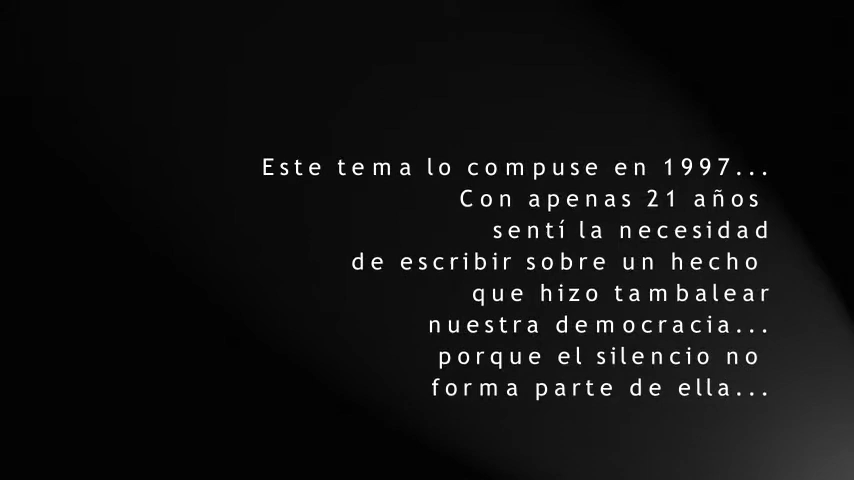 Este tema lo compuse en 1997...
Con apenas 21 años
sentí la necesidad
de escribir sobre un hecho
que hizo tambalear
nuestra democracia...
porque el silencio no
forma parte de ella...